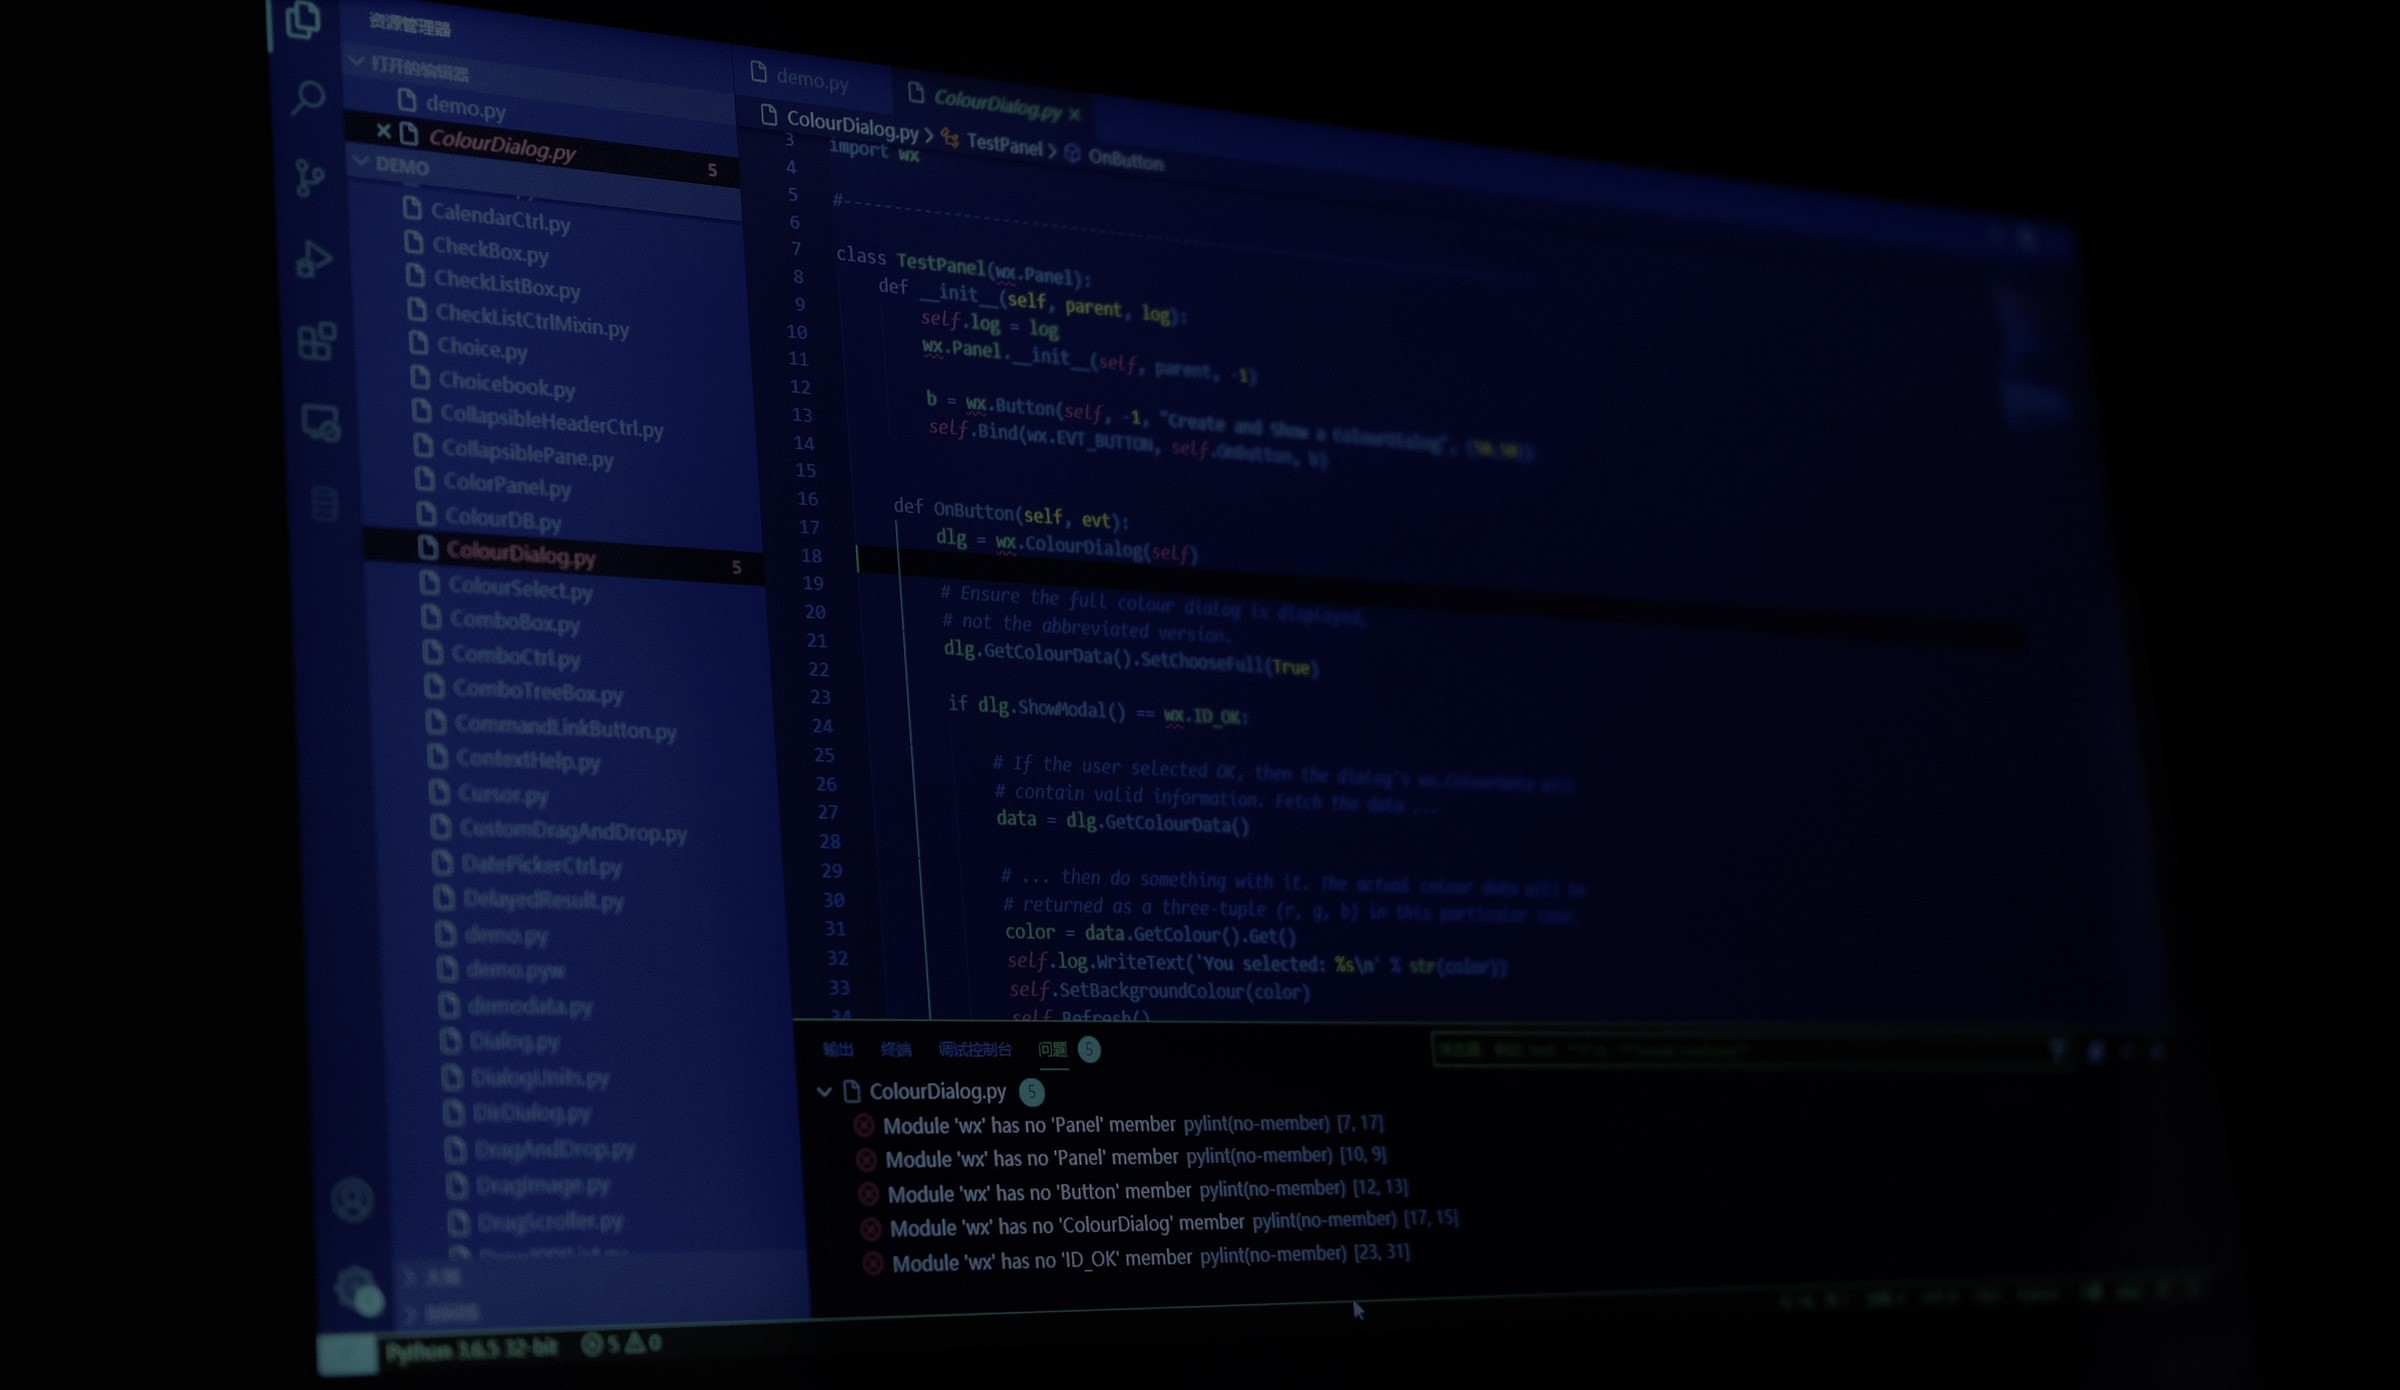 资源管理器
打开的编辑器
demo.py
ColourDialog.py 5
DEMO
CalendarCtrl.py
CheckBox.py
CheckListBox.py
CheckListCtrlMixin.py
Choice.py
Choicebook.py
CollapsibleHeaderCtrl.py
CollapsiblePane.py
ColorPanel.py
ColourDB.py
ColourDialog.py 5
ColourSelect.py
ComboBox.py
ComboCtrl.py
ComboTreeBox.py
CommandLinkButton.py
ContextHelp.py
Cursor.py
CustomDragAndDrop.py
DatePickerCtrl.py
DelayedResult.py
demo.py
demo.pyw
demodata.py
Dialog.py
DialogUnits.py
DirDialog.py
DragAndDrop.py
DragImage.py
DragScroller.py
demo.py
ColourDialog.py
ColourDialog.py > TestPanel > OnButton
3 import wx
4
5 #--------------------------------
6
7 class TestPanel(wx.Panel):
8 def __init__(self, parent, log):
9 self.log = log
10 wx.Panel.__init__(self, parent, -1)
11
12 b = wx.Button(self, -1, "Create and Show a ColourDialog", (50,50))
13 self.Bind(wx.EVT_BUTTON, self.OnButton, b)
14
15
16 def OnButton(self, evt):
17 dlg = wx.ColourDialog(self)
18
19 # Ensure the full colour dialog is displayed,
20 # not the abbreviated version.
21 dlg.GetColourData().SetChooseFull(True)
22
23 if dlg.ShowModal() == wx.ID_OK:
24
25 # If the user selected OK, then the dialog's wx.ColourData will
26 # contain valid information. Fetch the data ...
27 data = dlg.GetColourData()
28
29 # ... then do something with it. The actual colour data will be
30 # returned as a three-tuple (r, g, b) in this particular case.
31 color = data.GetColour().Get()
32 self.log.WriteText('You selected: %s\n' % str(color))
33 self.SetBackgroundColour(color)
34 self.Refresh()
输出 终端 调试控制台 问题 5
ColourDialog.py 5
Module 'wx' has no 'Panel' member pylint(no-member) [7, 17]
Module 'wx' has no 'Panel' member pylint(no-member) [10, 9]
Module 'wx' has no 'Button' member pylint(no-member) [12, 13]
Module 'wx' has no 'ColourDialog' member pylint(no-member) [17, 15]
Module 'wx' has no 'ID_OK' member pylint(no-member) [23, 31]
Python 3.6.5 32-bit 5 0